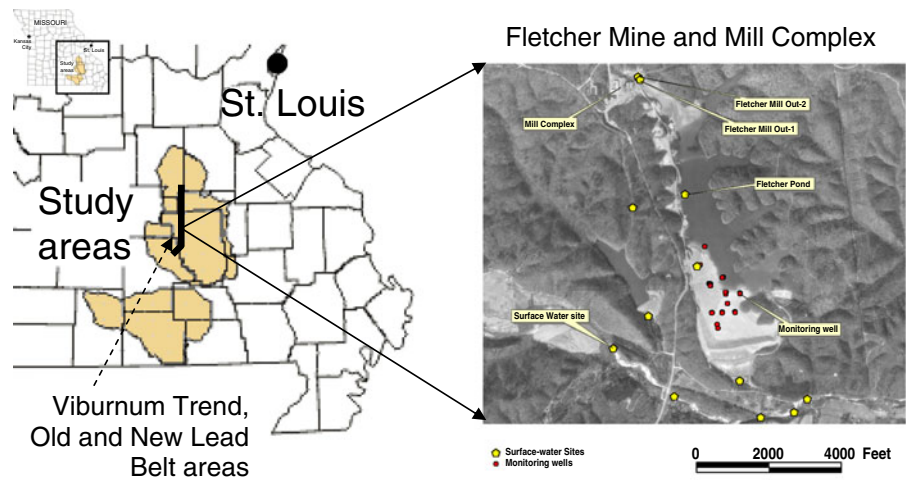 MISSOURI
Kansas
City
St. Louis
Study
areas
St. Louis
Study
areas
Viburnum Trend,
Old and New Lead
Belt areas
Fletcher Mine and Mill Complex
Fletcher Mill Out-2
Mill Complex
Fletcher Mill Out-1
Fletcher Pond
Surface Water site
Monitoring well
Surface-water Sites
Monitoring wells
0 2000 4000 Feet